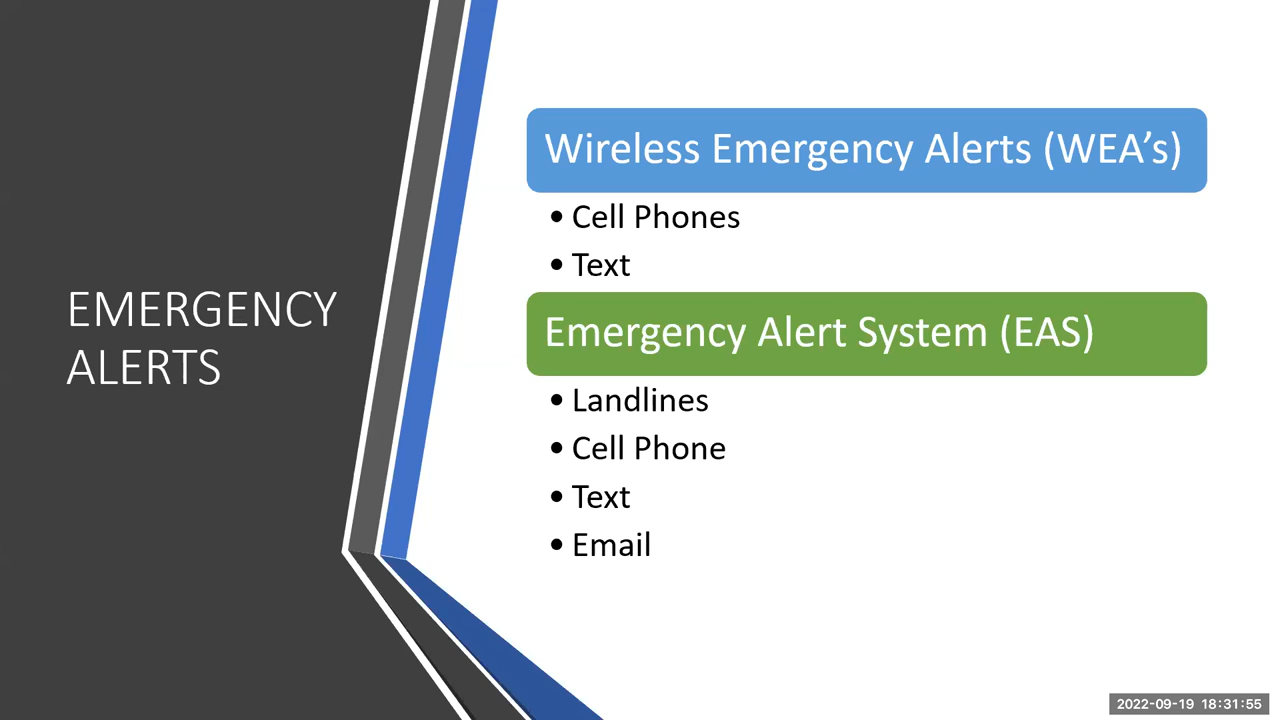 EMERGENCY
ALERTS
Wireless Emergency Alerts (WEA’s)
• Cell Phones
• Text
Emergency Alert System (EAS)
• Landlines
• Cell Phone
• Text
• Email
2022-09-19 18:31:55